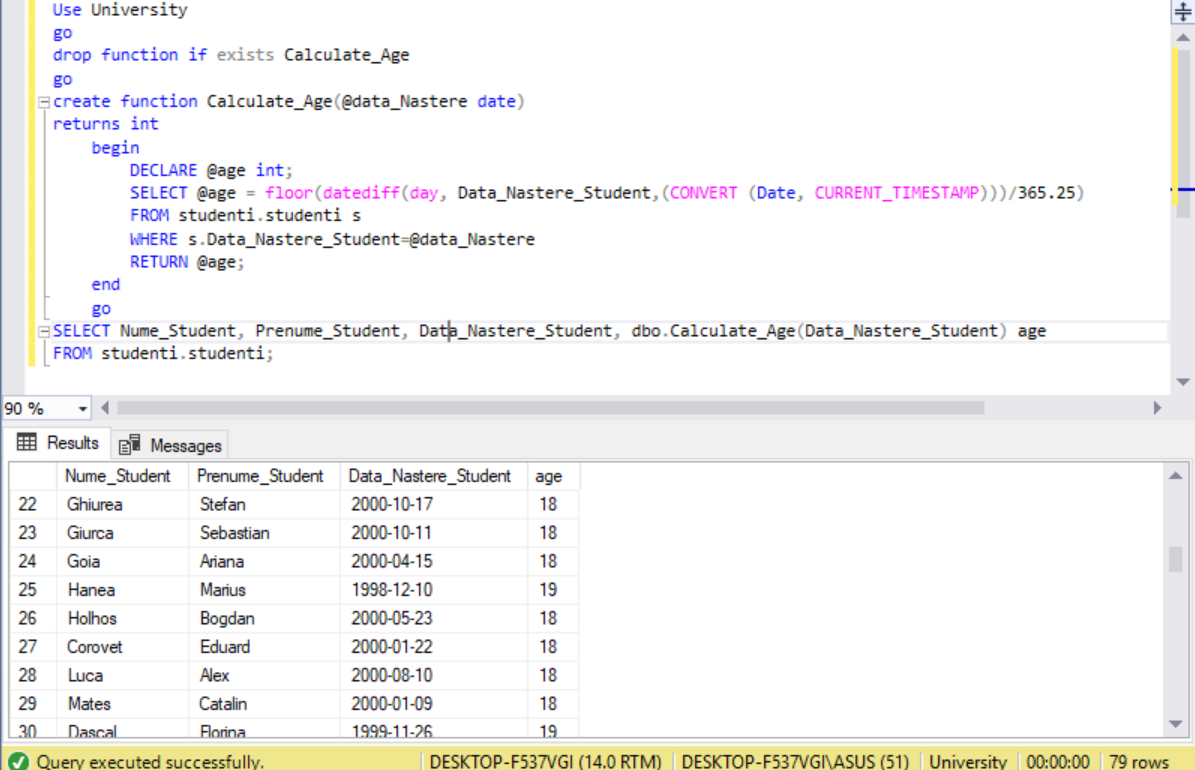 Use University
go
drop function if exists Calculate_Age
go
create function Calculate_Age(@data_Nastere date)
returns int
begin
DECLARE @age int;
SELECT @age = floor(datediff(day, Data_Nastere_Student,(CONVERT (Date, CURRENT_TIMESTAMP)))/365.25)
FROM studenti.studenti s
WHERE s.Data_Nastere_Student=@data_Nastere
RETURN @age;
end
go
SELECT Nume_Student, Prenume_Student, Data_Nastere_Student, dbo.Calculate_Age(Data_Nastere_Student) age
FROM studenti.studenti;
90 %
Results Messages
Nume_Student Prenume_Student Data_Nastere_Student age
22 Ghiurea Stefan 2000-10-17 18
23 Giurca Sebastian 2000-10-11 18
24 Goia Ariana 2000-04-15 18
25 Hanea Marius 1998-12-10 19
26 Holhos Bogdan 2000-05-23 18
27 Corovet Eduard 2000-01-22 18
28 Luca Alex 2000-08-10 18
29 Mates Catalin 2000-01-09 18
30 Dascal Florina 1999-11-26 19
Query executed successfully. DESKTOP-F537VGI (14.0 RTM) DESKTOP-F537VGI\ASUS (51) University 00:00:00 79 rows